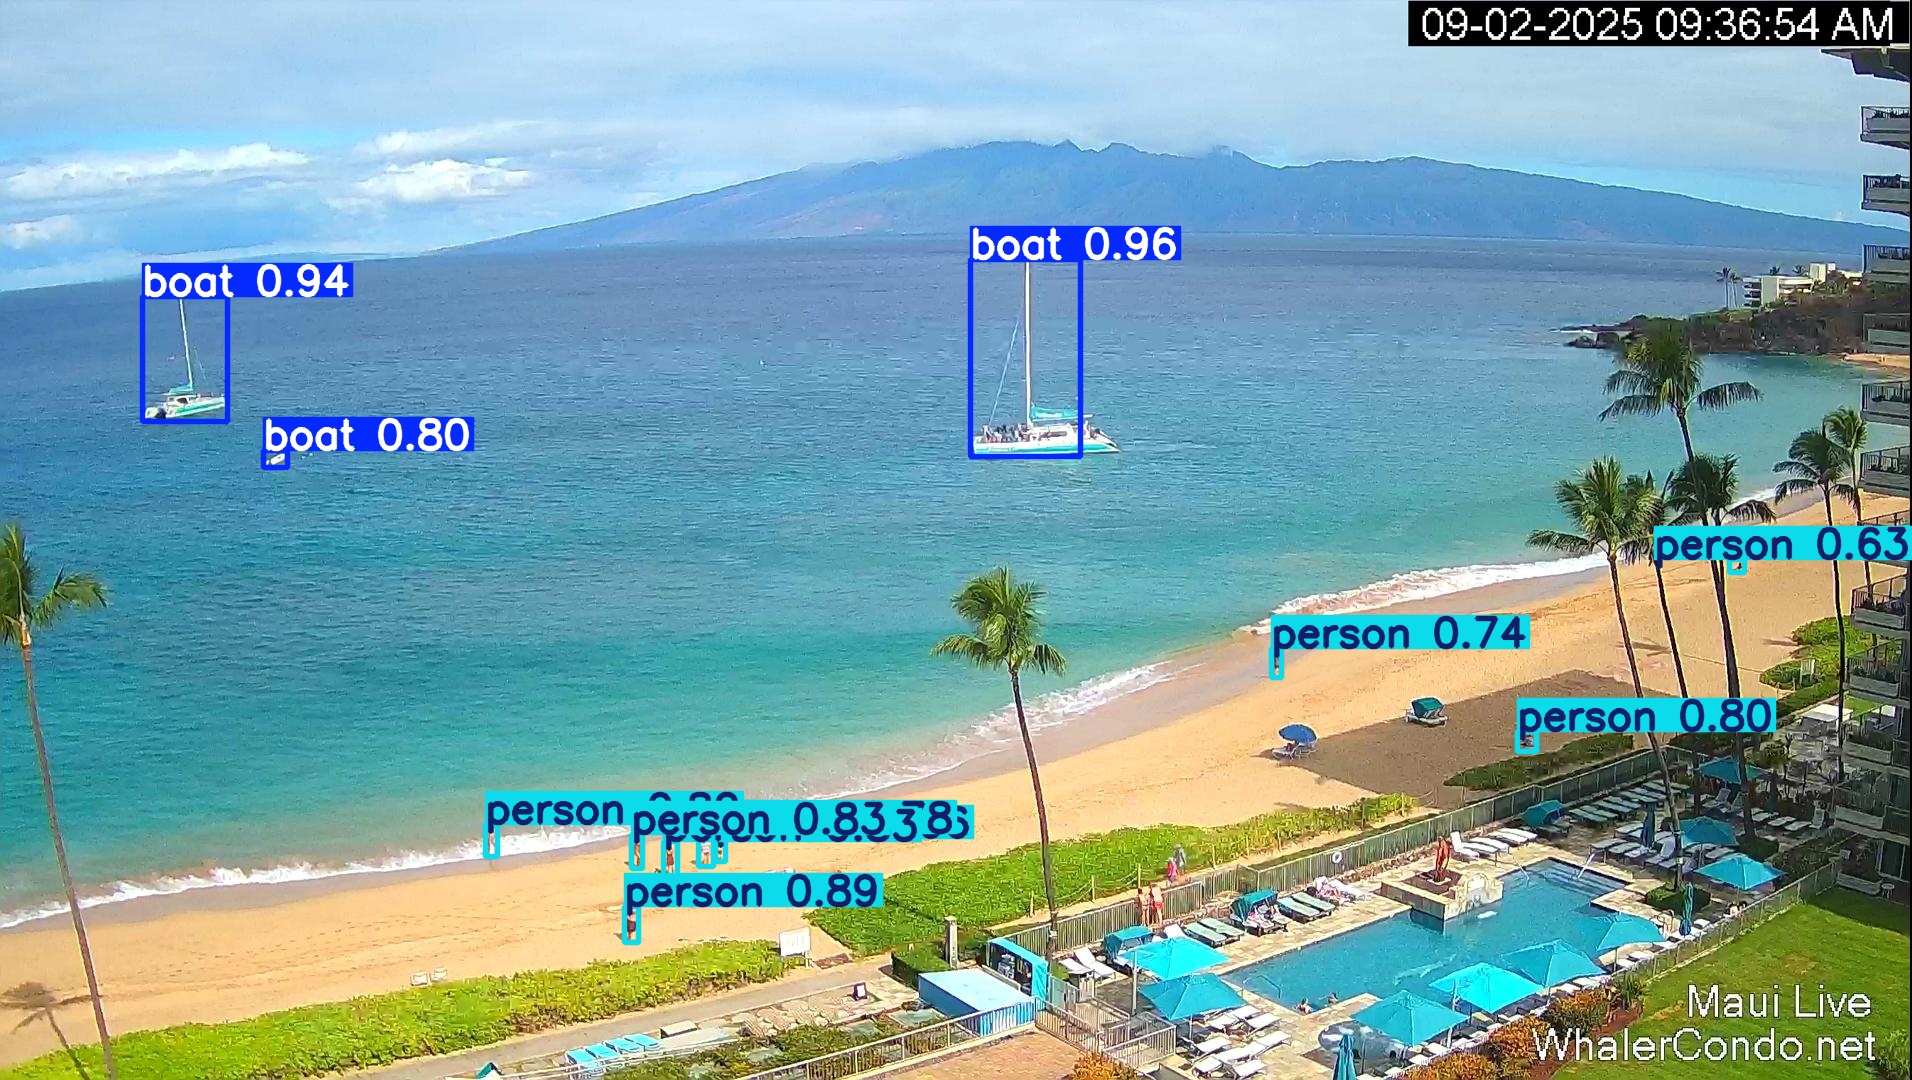 09-02-2025 09:36:54 AM
boat 0.96
boat 0.94
boat 0.80
person 0.63
person 0.74
person 0.80
person
person 0.83
person 0.89
Maui Live
WhalerCondo.net